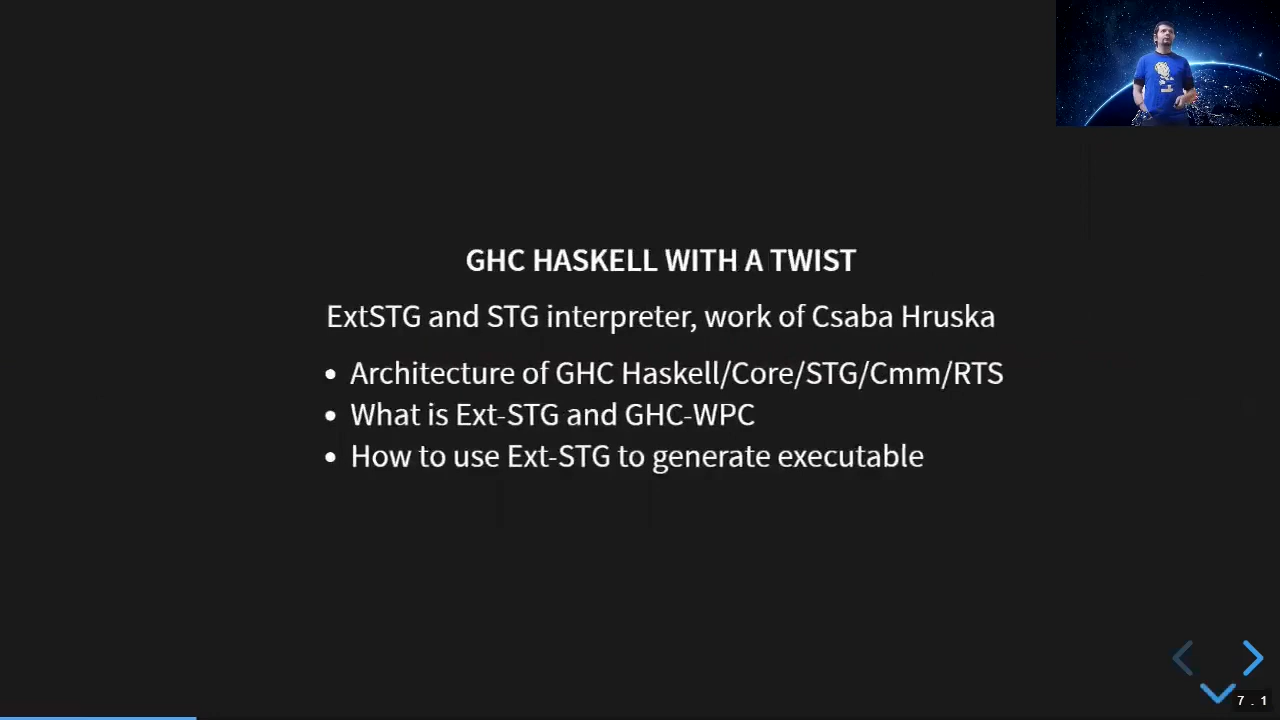 GHC HASKELL WITH A TWIST
ExtSTG and STG interpreter, work of Csaba Hruska
• Architecture of GHC Haskell/Core/STG/Cmm/RTS
• What is Ext-STG and GHC-WPC
• How to use Ext-STG to generate executable
7 . 1